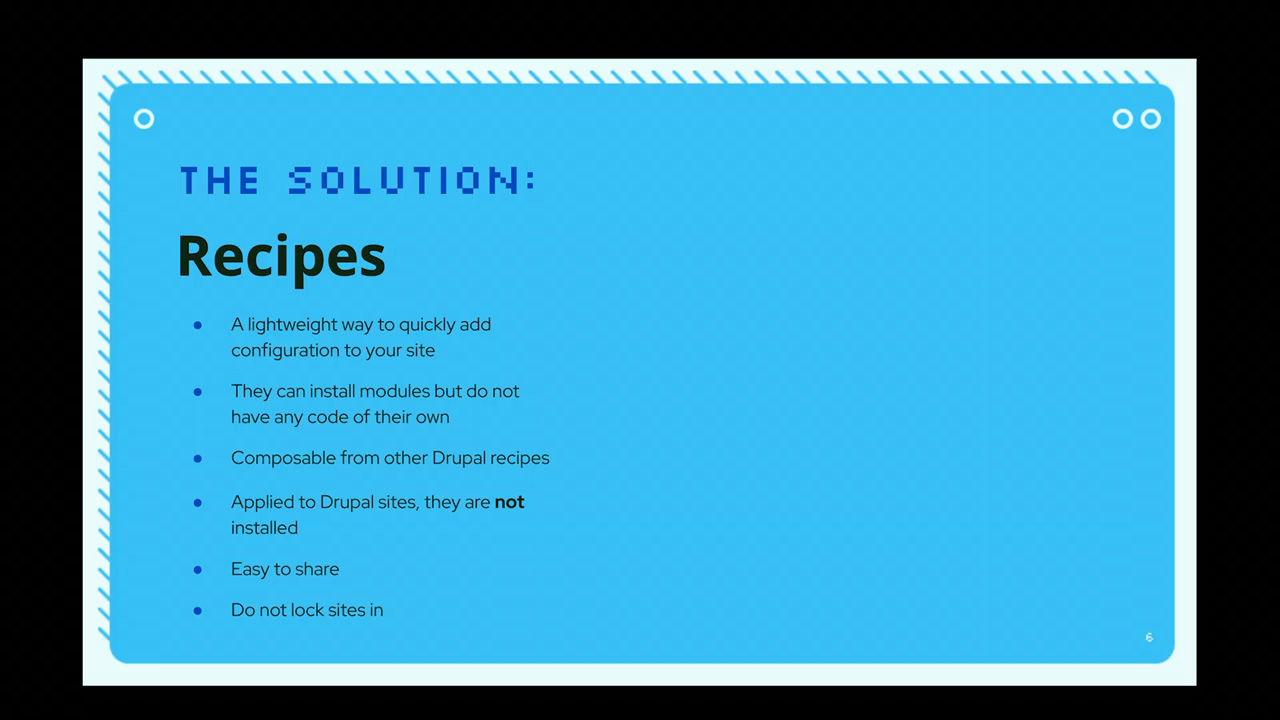 THE SOLUTION:
Recipes
● A lightweight way to quickly add
configuration to your site
● They can install modules but do not
have any code of their own
● Composable from other Drupal recipes
● Applied to Drupal sites, they are not
installed
● Easy to share
● Do not lock sites in
6